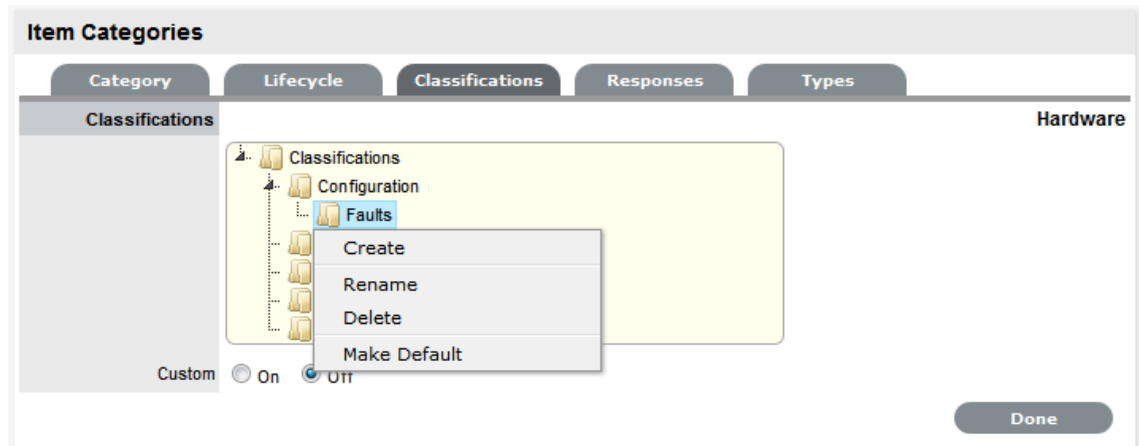 Item Categories
Category Lifecycle Classifications Responses Types
Classifications Hardware
Classifications
Configuration
Faults
Create
Rename
Delete
Make Default
Custom On Off
Done